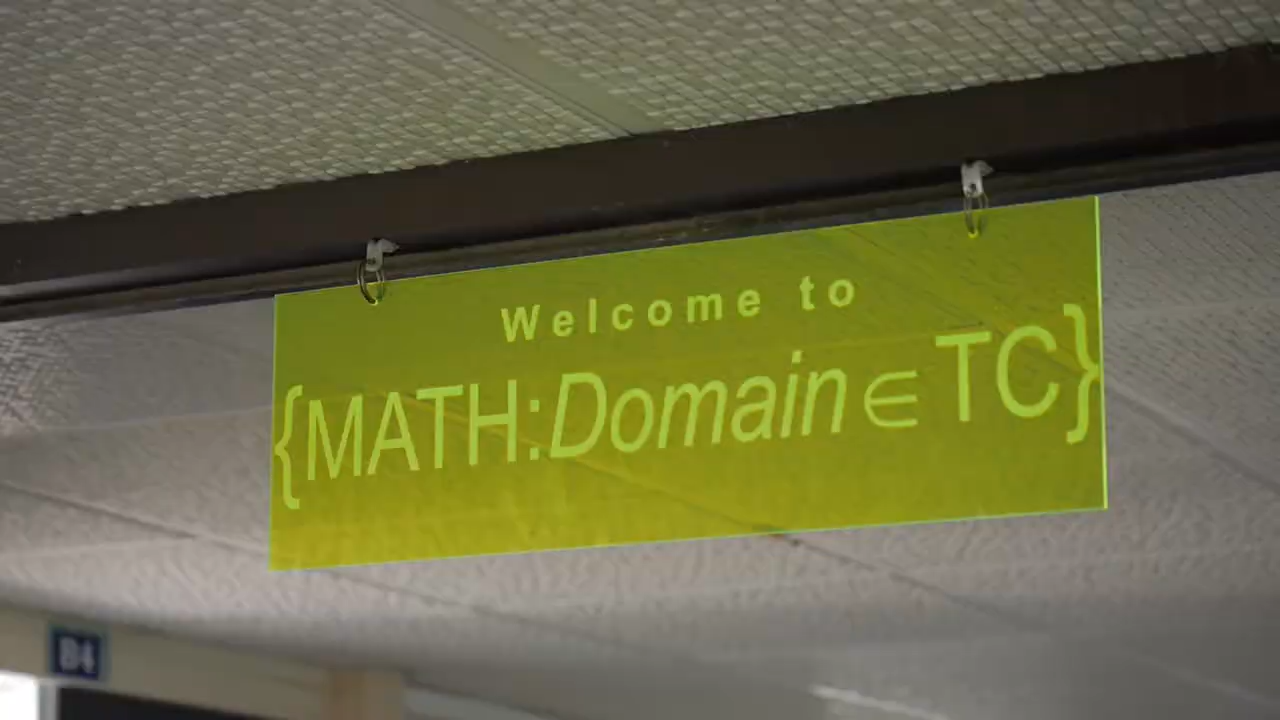 Welcome to
{MATH:Domain ∈ TC}
B4